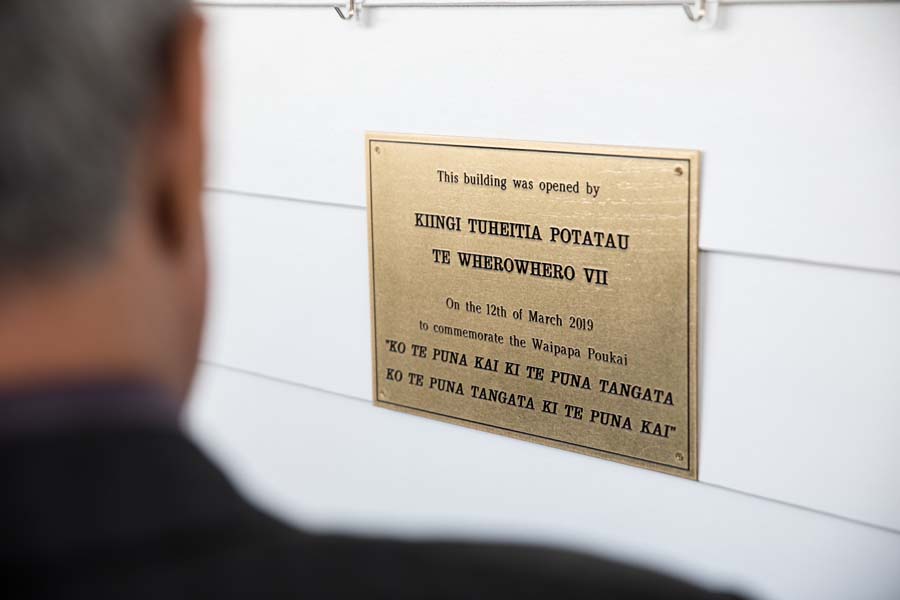 This building was opened by
KIINGI TUHEITIA POTATAU
TE WHEROWHERO VII
On the 12th of March 2019
to commemorate the Waipapa Poukai
"KO TE PUNA KAI KI TE PUNA TANGATA
KO TE PUNA TANGATA KI TE PUNA KAI"